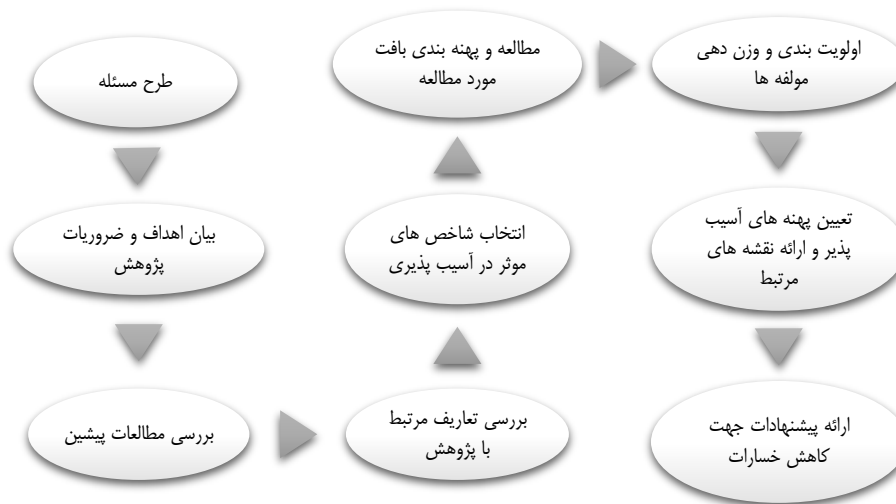 طرح مسئله
بیان اهداف و ضروریات
پژوهش
بررسی مطالعات پیشین
بررسی تعاریف مرتبط
با پژوهش
انتخاب شاخص های
موثر در آسیب پذیری
مطالعه و پهنه بندی بافت
مورد مطالعه
اولویت بندی و وزن دهی
مولفه ها
تعیین پهنه های آسیب
پذیر و ارائه نقشه های
مرتبط
ارائه پیشنهادات جهت
کاهش خسارات